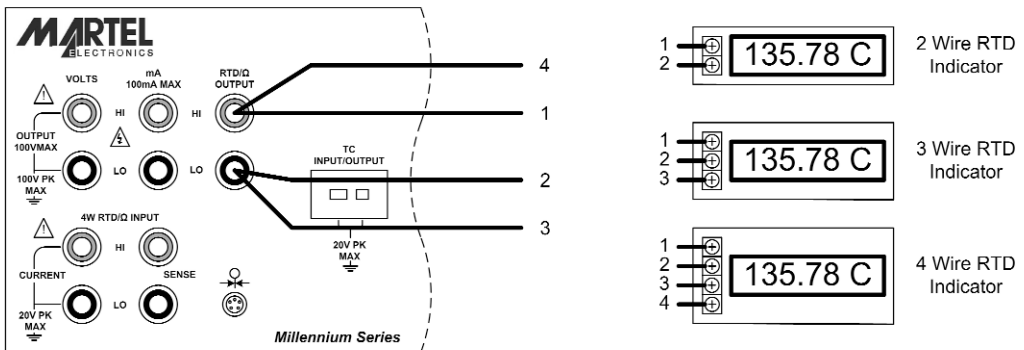 MARTEL
ELECTRONICS
VOLTS
mA
100mA MAX
RTD/Ω
OUTPUT
HI
HI
OUTPUT
100VMAX
LO
LO
100V PK
MAX
4W RTD/Ω INPUT
HI
CURRENT
SENSE
LO
20V PK
MAX
TC
INPUT/OUTPUT
20V PK
MAX
Millennium Series
4
1
2
3
1
2
135.78 C
2 Wire RTD
Indicator
1
2
3
135.78 C
3 Wire RTD
Indicator
1
2
3
4
135.78 C
4 Wire RTD
Indicator